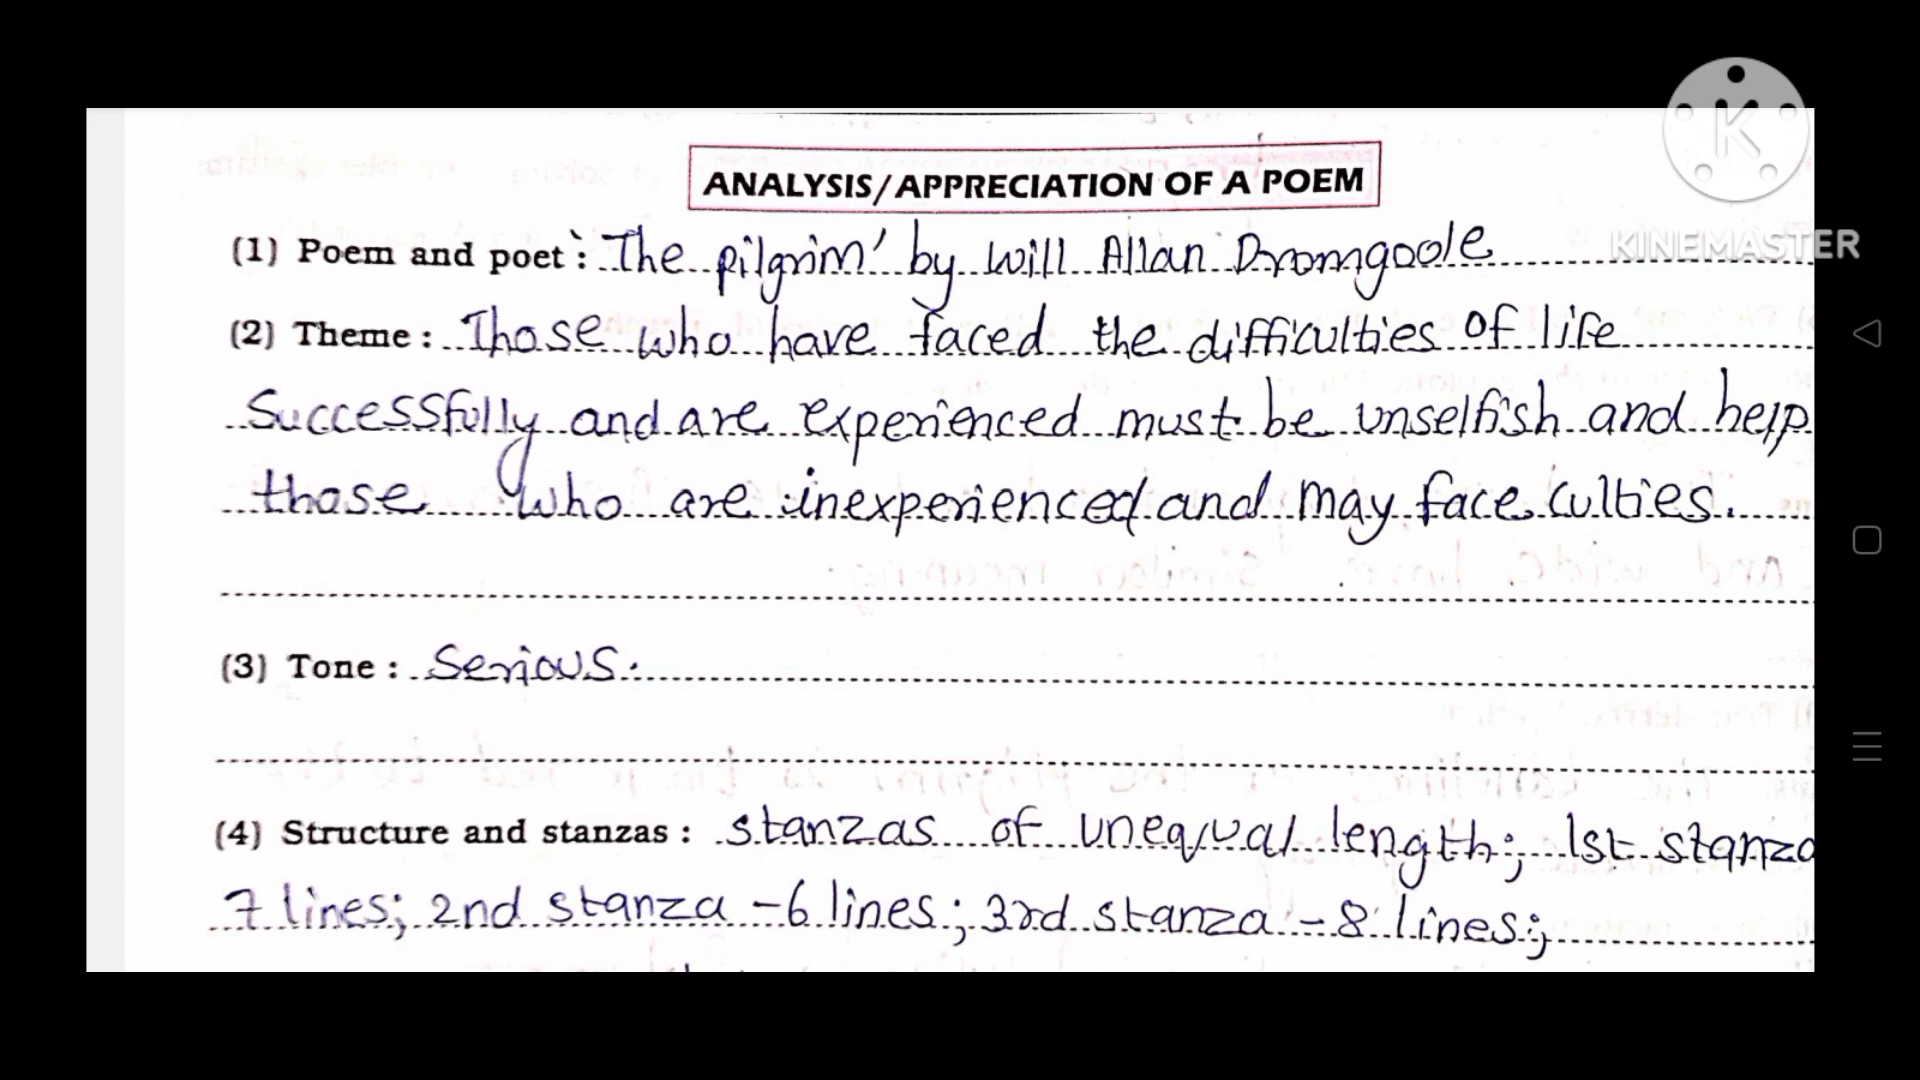 ANALYSIS/APPRECIATION OF A POEM
KINEMASTER
(1) Poem and poet : 'The pilgrim' by Will Allan Dromgoole
(2) Theme : Those who have faced the difficulties of life
Successfully and are experienced must be unselfish and help
those who are inexperienced and may face culties.
(3) Tone : Serious.
(4) Structure and stanzas : stanzas of unequal length; 1st stanza
7 lines; 2nd stanza - 6 lines; 3rd stanza - 8 lines;